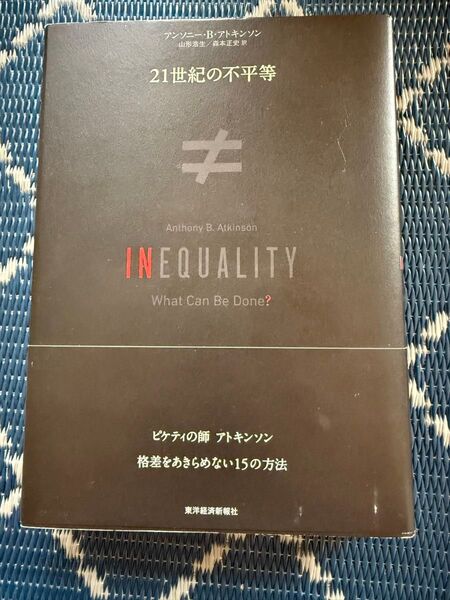 アンソニー・B・アトキンソン
山形浩生/森本正史 訳
21世紀の不平等
≠
Anthony B. Atkinson
INEQUALITY
What Can Be Done?
ピケティの師 アトキンソン
格差をあきらめない15の方法
東洋経済新報社